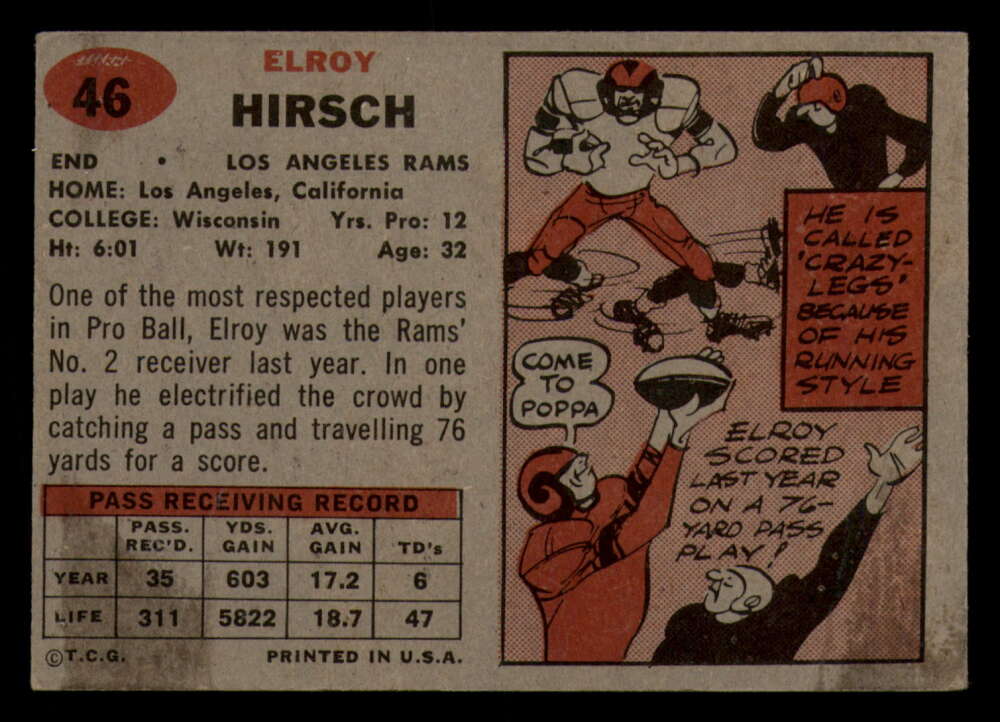 46
ELROY
HIRSCH
END • LOS ANGELES RAMS
HOME: Los Angeles, California
COLLEGE: Wisconsin Yrs. Pro: 12
Ht: 6:01 Wt: 191 Age: 32
One of the most respected players
in Pro Ball, Elroy was the Rams'
No. 2 receiver last year. In one
play he electrified the crowd by
catching a pass and travelling 76
yards for a score.
PASS RECEIVING RECORD
PASS. REC'D. YDS. GAIN AVG. GAIN TD's
YEAR 35 603 17.2 6
LIFE 311 5822 18.7 47
©T.C.G. PRINTED IN U.S.A.
HE IS
CALLED
'CRAZY-
LEGS'
BECAUSE
OF HIS
RUNNING
STYLE
COME
TO
POPPA
ELROY
SCORED
LAST YEAR
ON A 76-
YARD PASS
PLAY!